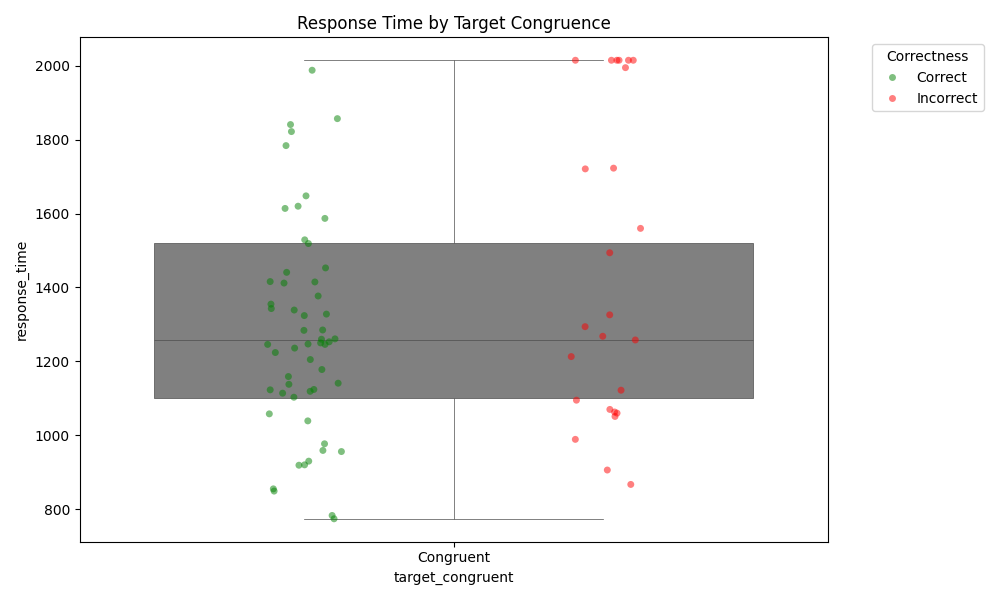 Response Time by Target Congruence
Correctness
Correct
Incorrect
response_time
2000
1800
1600
1400
1200
1000
800
Congruent
target_congruent